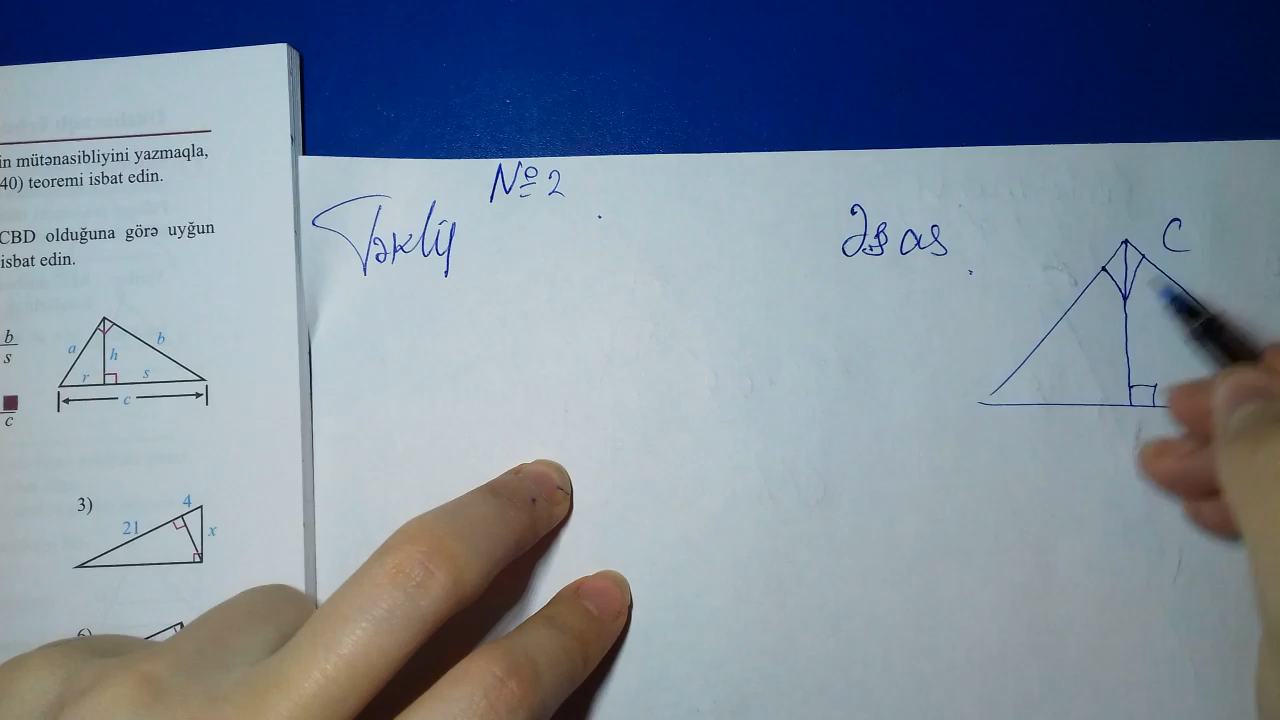 in mütənasibliyini yazmaqla,
40) teoremi isbat edin.
CBD olduğuna görə uyğun
isbat edin.
b
s
c
a
b
h
r
s
c
3)
21
4
x
6)
№2
Təklif
Əsas
C